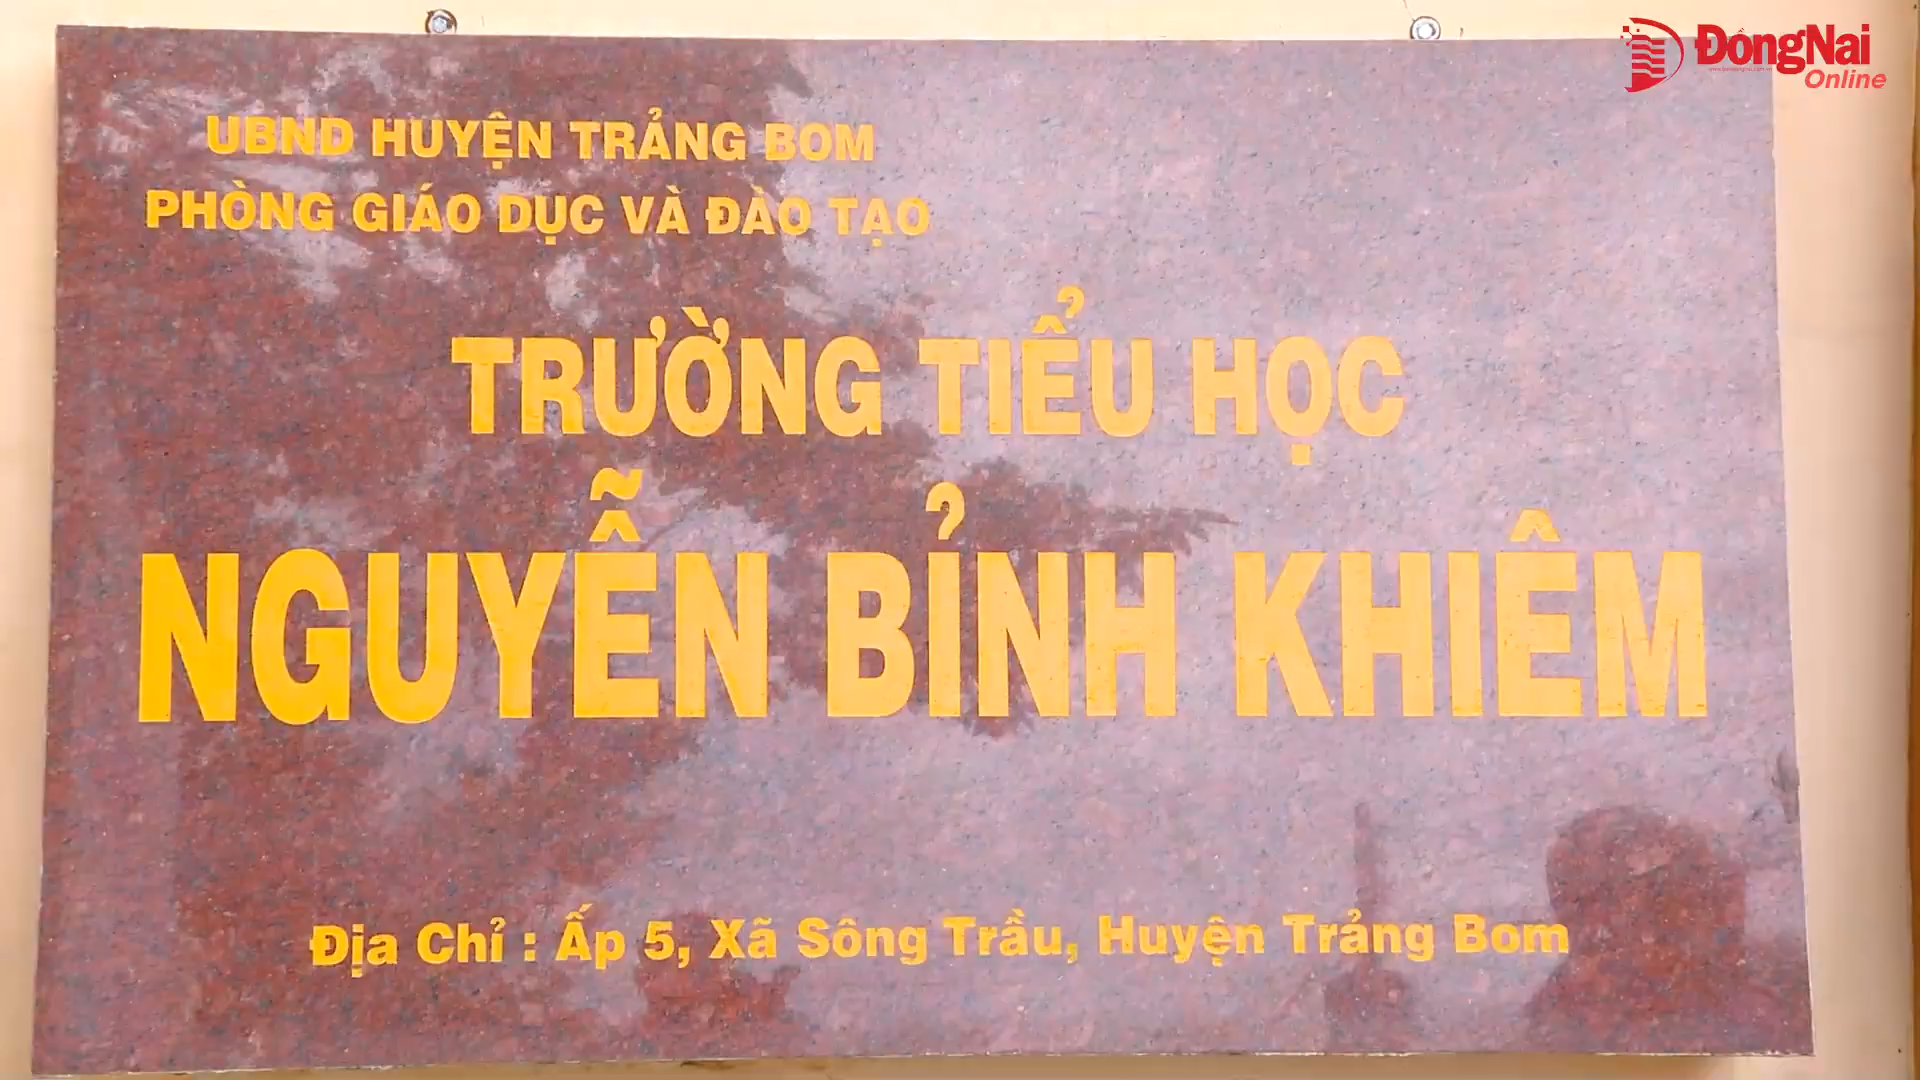 ĐồngNai
Online
UBND HUYỆN TRẢNG BOM
PHÒNG GIÁO DỤC VÀ ĐÀO TẠO
TRƯỜNG TIỂU HỌC
NGUYỄN BỈNH KHIÊM
Địa Chỉ : Ấp 5, Xã Sông Trầu, Huyện Trảng Bom